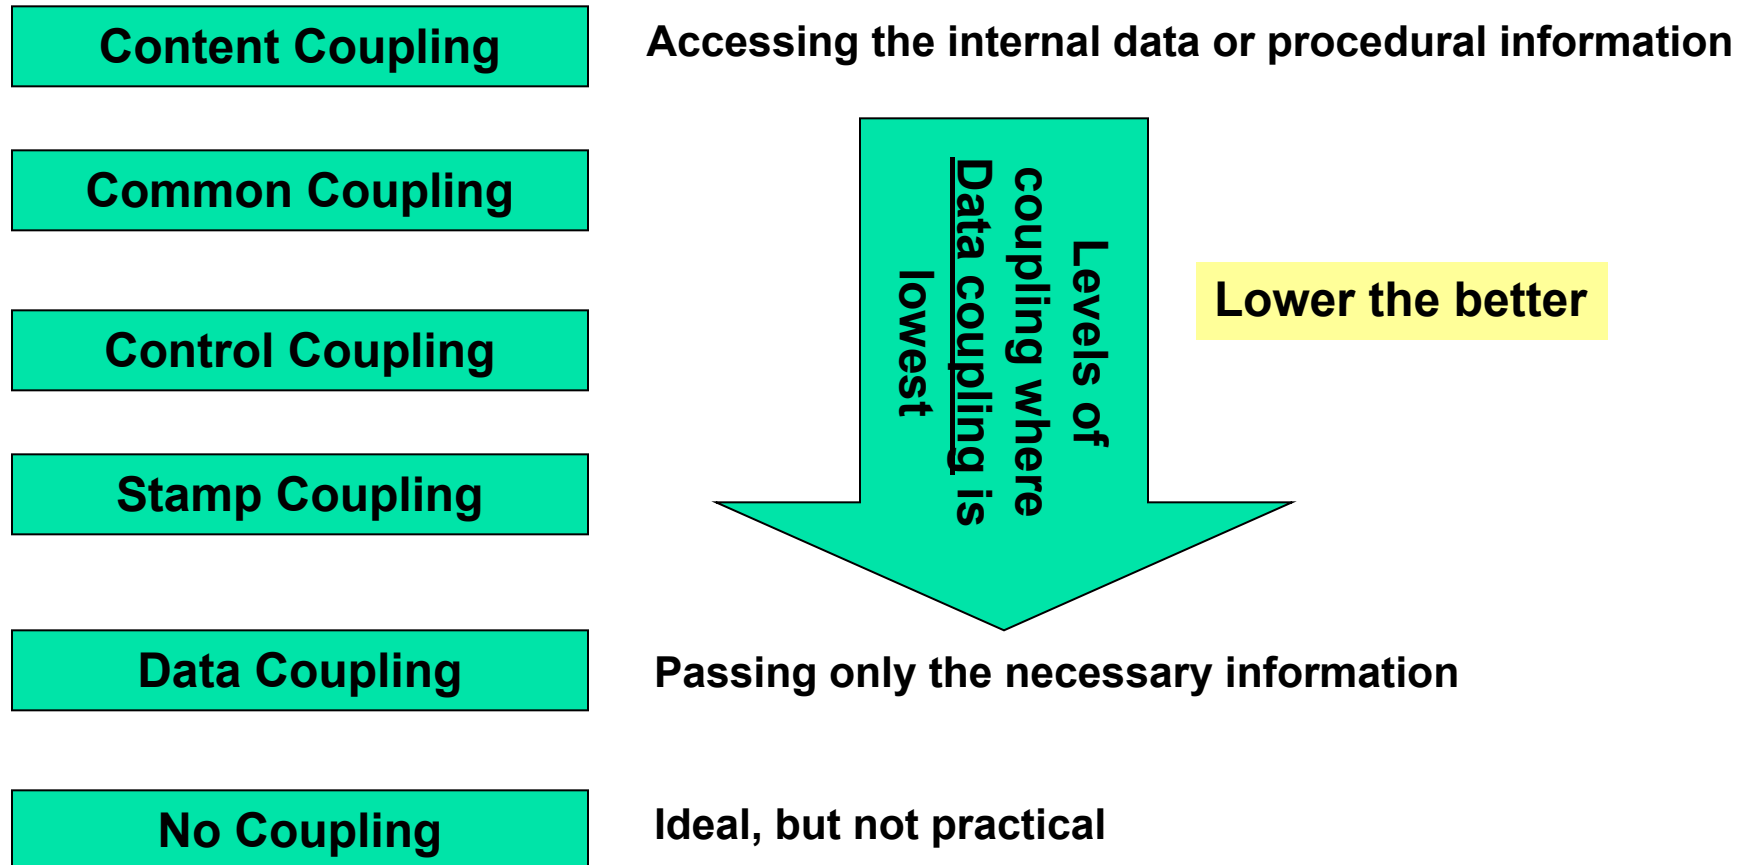 Content Coupling
Accessing the internal data or procedural information
Common Coupling
Levels of
coupling where
Data coupling is
lowest
Lower the better
Control Coupling
Stamp Coupling
Data Coupling
Passing only the necessary information
No Coupling
Ideal, but not practical